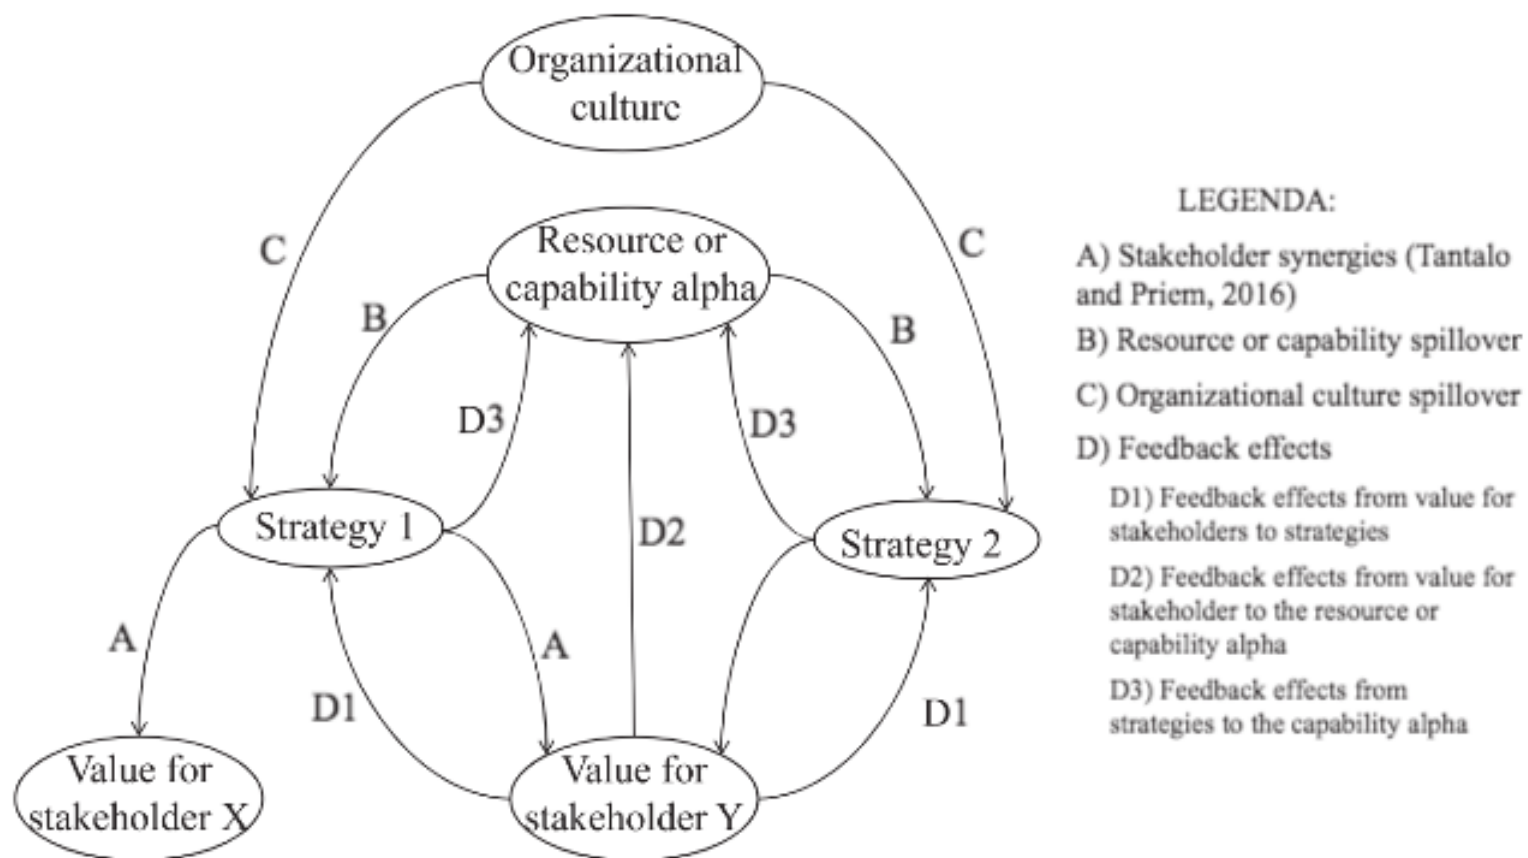 Organizational
culture
LEGENDA:
C
C
Resource or
capability alpha
A) Stakeholder synergies (Tantalo
and Priem, 2016)
B
B
B) Resource or capability spillover
C) Organizational culture spillover
D3
D3
D) Feedback effects
D1) Feedback effects from value for
stakeholders to strategies
Strategy 1
D2
Strategy 2
D2) Feedback effects from value for
stakeholder to the resource or
capability alpha
A
A
D3) Feedback effects from
strategies to the capability alpha
D1
D1
Value for
stakeholder X
Value for
stakeholder Y